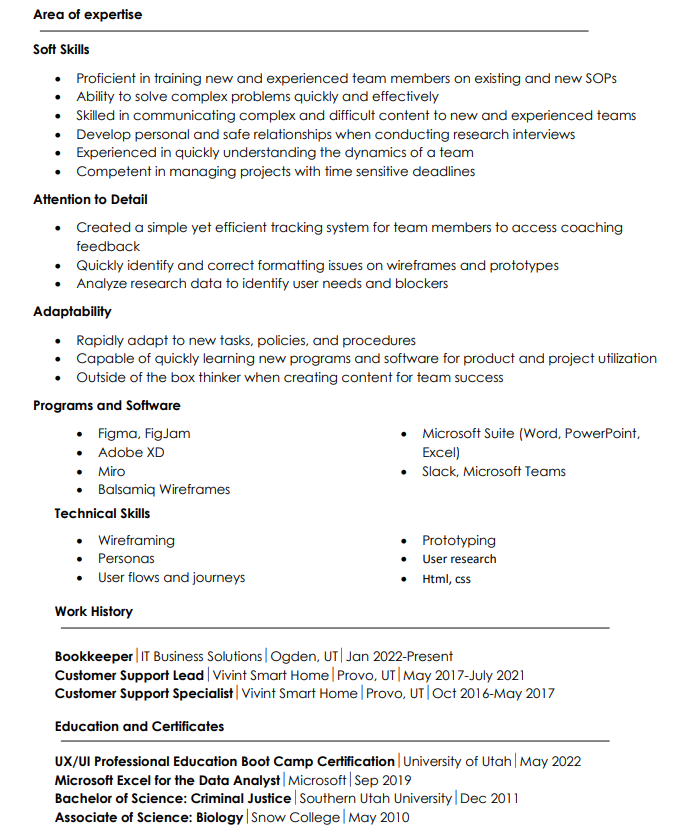 Area of expertise
Soft Skills
• Proficient in training new and experienced team members on existing and new SOPs
• Ability to solve complex problems quickly and effectively
• Skilled in communicating complex and difficult content to new and experienced teams
• Develop personal and safe relationships when conducting research interviews
• Experienced in quickly understanding the dynamics of a team
• Competent in managing projects with time sensitive deadlines
Attention to Detail
• Created a simple yet efficient tracking system for team members to access coaching
feedback
• Quickly identify and correct formatting issues on wireframes and prototypes
• Analyze research data to identify user needs and blockers
Adaptability
• Rapidly adapt to new tasks, policies, and procedures
• Capable of quickly learning new programs and software for product and project utilization
• Outside of the box thinker when creating content for team success
Programs and Software
• Figma, FigJam
• Adobe XD
• Miro
• Balsamiq Wireframes
• Microsoft Suite (Word, PowerPoint,
Excel)
• Slack, Microsoft Teams
Technical Skills
• Wireframing
• Personas
• User flows and journeys
• Prototyping
• User research
• Html, css
Work History
Bookkeeper | IT Business Solutions | Ogden, UT | Jan 2022-Present
Customer Support Lead | Vivint Smart Home | Provo, UT | May 2017-July 2021
Customer Support Specialist | Vivint Smart Home | Provo, UT | Oct 2016-May 2017
Education and Certificates
UX/UI Professional Education Boot Camp Certification | University of Utah | May 2022
Microsoft Excel for the Data Analyst | Microsoft | Sep 2019
Bachelor of Science: Criminal Justice | Southern Utah University | Dec 2011
Associate of Science: Biology | Snow College | May 2010